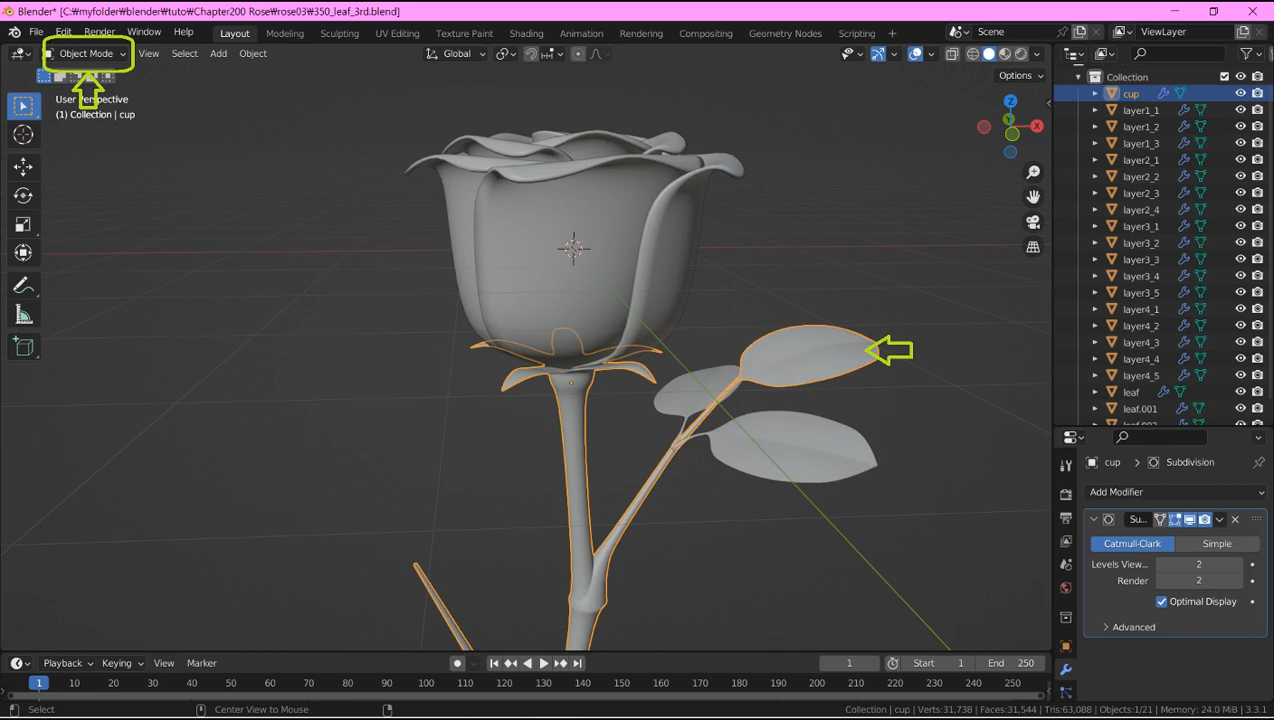 Blender* [C:₩myfolder₩blender₩tuto₩Chapter200 Rose₩rose03₩350_leaf_3rd.blend]
File Edit Render Window Help Layout Modeling Sculpting UV Editing Texture Paint Shading Animation Rendering Compositing Geometry Nodes Scripting Scene ViewLayer
Object Mode View Select Add Object Global
Options
User Perspective
(1) Collection | cup
Z
X
Collection
cup
layer1_1
layer1_2
layer1_3
layer2_1
layer2_2
layer2_3
layer2_4
layer3_1
layer3_2
layer3_3
layer3_4
layer3_5
layer4_1
layer4_2
layer4_3
layer4_4
layer4_5
leaf
leaf.001
leaf.002
cup > Subdivision
Add Modifier
Su...
Catmull-Clark Simple
Levels View... 2
Render 2
Optimal Display
Advanced
Playback Keying View Marker 1 Start 1 End 250
1 10 20 30 40 50 60 70 80 90 100 110 120 130 140 150 160 170 180 190 200 210 220 230 240 250
Select Center View to Mouse Collection | cup | Verts:31,738 | Faces:31,544 | Tris:63,088 | Objects:1/21 | Memory: 24.0 MiB | 3.3.1